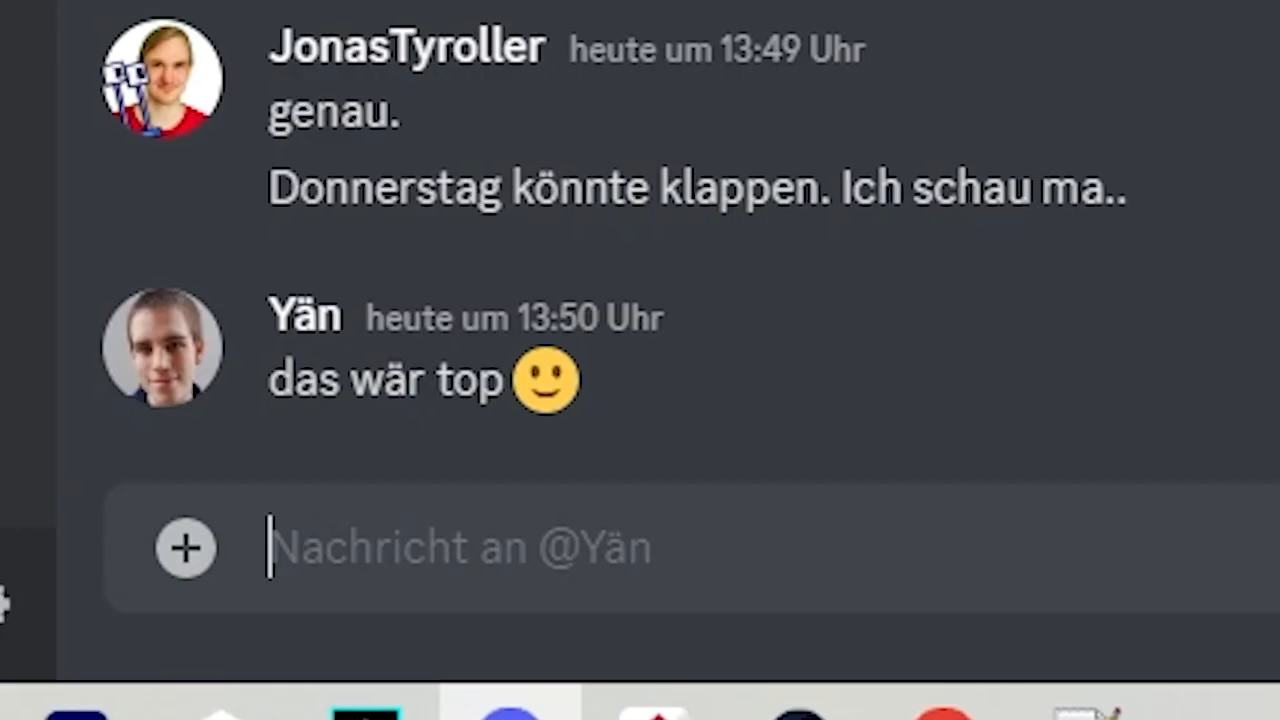 JonasTyroller heute um 13:49 Uhr
genau.
Donnerstag könnte klappen. Ich schau ma..
Yän heute um 13:50 Uhr
das wär top 🙂
Nachricht an @Yän